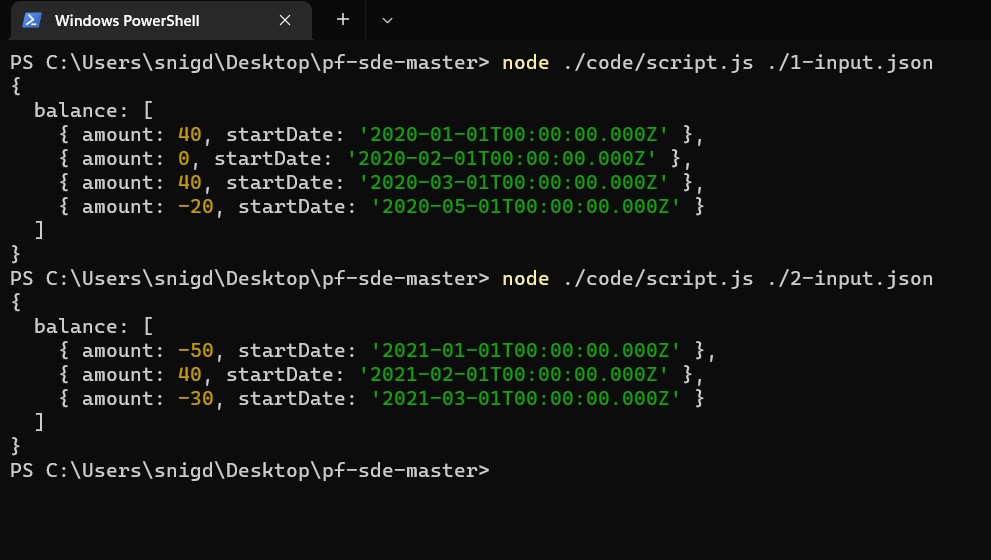 Windows PowerShell
PS C:\Users\snigd\Desktop\pf-sde-master> node ./code/script.js ./1-input.json
{
  balance: [
    { amount: 40, startDate: '2020-01-01T00:00:00.000Z' },
    { amount: 0, startDate: '2020-02-01T00:00:00.000Z' },
    { amount: 40, startDate: '2020-03-01T00:00:00.000Z' },
    { amount: -20, startDate: '2020-05-01T00:00:00.000Z' }
  ]
}
PS C:\Users\snigd\Desktop\pf-sde-master> node ./code/script.js ./2-input.json
{
  balance: [
    { amount: -50, startDate: '2021-01-01T00:00:00.000Z' },
    { amount: 40, startDate: '2021-02-01T00:00:00.000Z' },
    { amount: -30, startDate: '2021-03-01T00:00:00.000Z' }
  ]
}
PS C:\Users\snigd\Desktop\pf-sde-master>